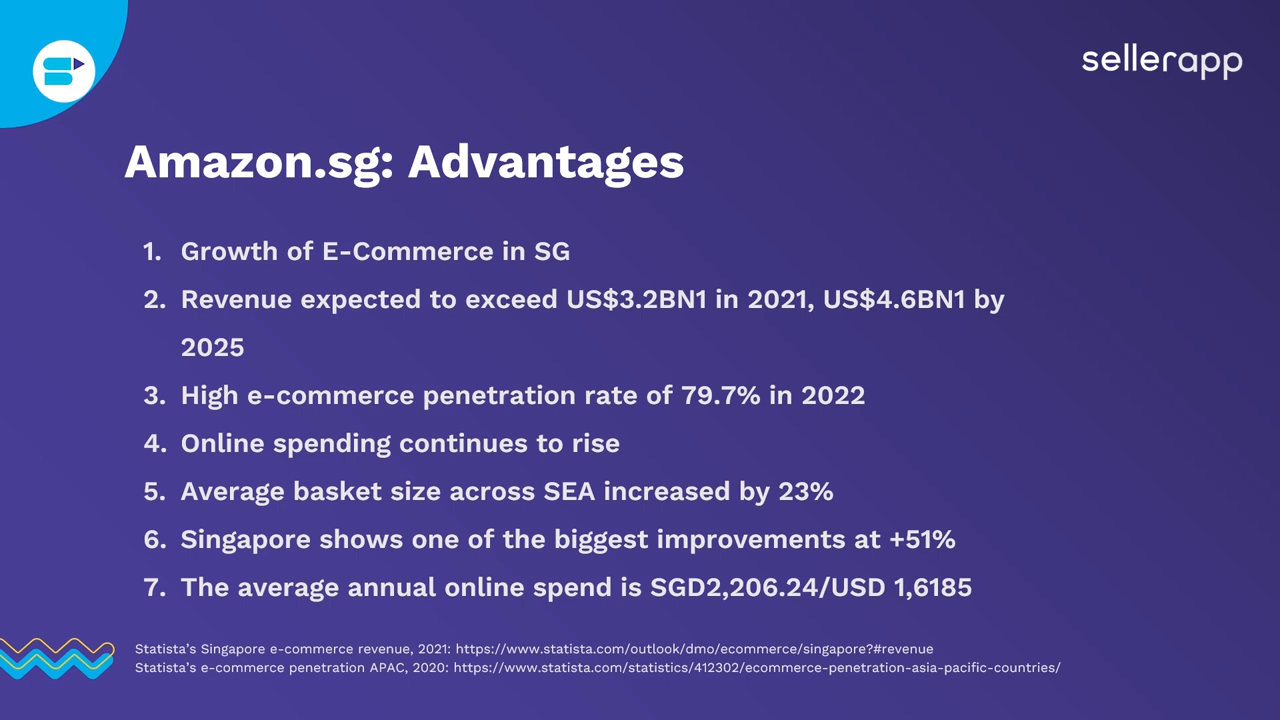 sellerapp
Amazon.sg: Advantages
1. Growth of E-Commerce in SG
2. Revenue expected to exceed US$3.2BN1 in 2021, US$4.6BN1 by
2025
3. High e-commerce penetration rate of 79.7% in 2022
4. Online spending continues to rise
5. Average basket size across SEA increased by 23%
6. Singapore shows one of the biggest improvements at +51%
7. The average annual online spend is SGD2,206.24/USD 1,6185
Statista’s Singapore e-commerce revenue, 2021: https://www.statista.com/outlook/dmo/ecommerce/singapore?#revenue
Statista’s e-commerce penetration APAC, 2020: https://www.statista.com/statistics/412302/ecommerce-penetration-asia-pacific-countries/